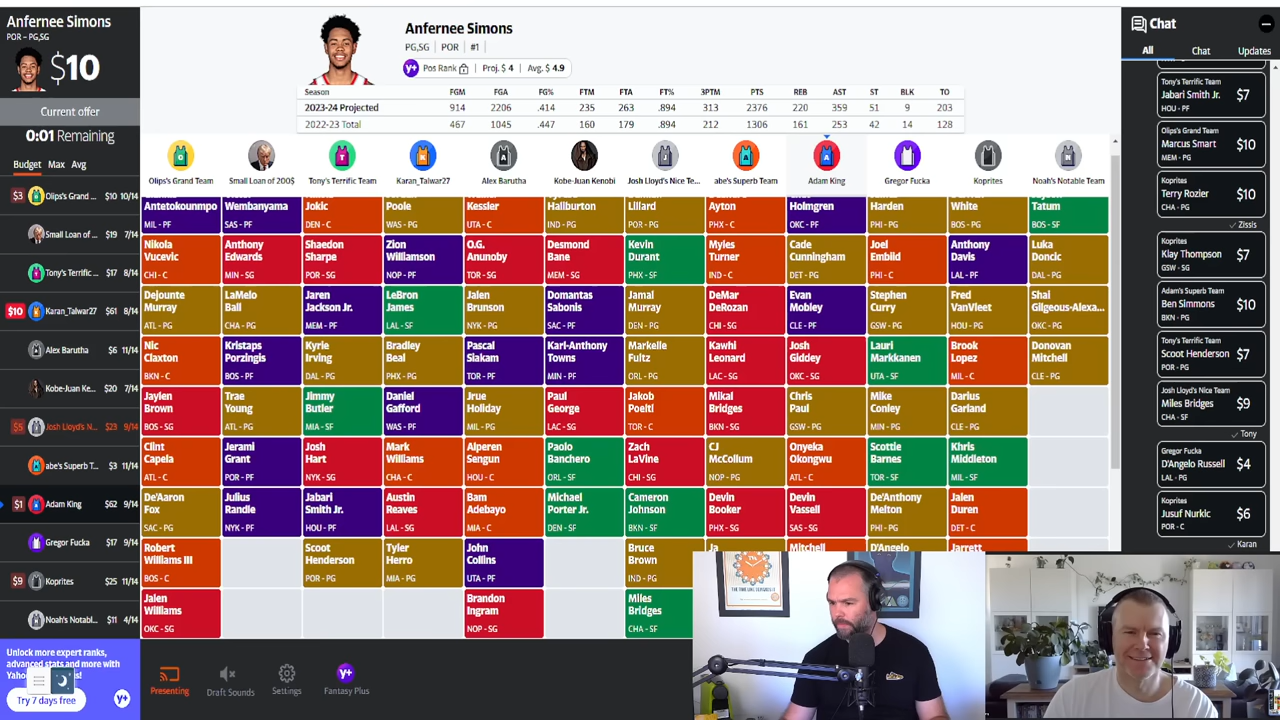 Anfernee Simons
POR - PG,SG
$10
Current offer
0:01 Remaining
Budget Max Avg
$3 Olips's Grand ... $10 10/14
Small Loan of ... $19 7/14
Tony's Terrific ... $17 8/14
$10 Karan_Talwar27 $61 8/14
Alex Barutha $6 11/14
Kobe-Juan Ke... $20 7/14
$5 Josh Lloyd's N... $23 9/14
abe's Superb T... $3 11/14
$1 Adam King $62 9/14
Gregor Fucka $17 9/14
$9 Koprites $25 11/14
Noah's Notabl... $11 4/14
Unlock more expert ranks,
advanced stats and more with
Try 7 days free
y+
Anfernee Simons
PG,SG | POR | #1
y+ Pos Rank | Proj. $ 4 | Avg. $ 4.9
Season FGM FGA FG% FTM FTA FT% 3PTM PTS REB AST ST BLK TO
2023-24 Projected 914 2206 .414 235 263 .894 313 2376 220 359 51 9 203
2022-23 Total 467 1045 .447 160 179 .894 212 1306 161 253 42 14 128
Olips's Grand Team Small Loan of 200$ Tony's Terrific Team Karan_Talwar27 Alex Barutha Kobe-Juan Kenobi Josh Lloyd's Nice Te... abe's Superb Team Adam King Gregor Fucka Koprites Noah's Notable Team
Antetokounmpo Wembanyama Jokic Poole Kessler Haliburton Lillard Ayton Holmgren Harden White Tatum
MIL - PF SAS - PF DEN - C WAS - PG UTA - C IND - PG POR - PG PHX - C OKC - PF PHI - PG BOS - PG BOS - SF
Nikola Anthony Shaedon Zion O.G. Desmond Kevin Myles Cade Joel Anthony Luka
Vucevic Edwards Sharpe Williamson Anunoby Bane Durant Turner Cunningham Embiid Davis Doncic
CHI - C MIN - SG POR - SG NOP - PF TOR - SG MEM - SG PHX - SF IND - C DET - PG PHI - C LAL - PF DAL - PG
Dejounte LaMelo Jaren LeBron Jalen Domantas Jamal DeMar Evan Stephen Fred Shai
Murray Ball Jackson Jr. James Brunson Sabonis Murray DeRozan Mobley Curry VanVleet Gilgeous-Alexa...
ATL - PG CHA - PG MEM - PF LAL - SF NYK - PG SAC - PF DEN - PG CHI - SG CLE - PF GSW - PG HOU - PG OKC - PG
Nic Kristaps Kyrie Bradley Pascal Karl-Anthony Markelle Kawhi Josh Lauri Brook Donovan
Claxton Porzingis Irving Beal Siakam Towns Fultz Leonard Giddey Markkanen Lopez Mitchell
BKN - C BOS - PF DAL - PG PHX - PG TOR - PF MIN - PF ORL - PG LAC - SG OKC - SG UTA - SF MIL - C CLE - PG
Jaylen Trae Jimmy Daniel Jrue Paul Jakob Mikal Chris Mike Darius
Brown Young Butler Gafford Holiday George Poeltl Bridges Paul Conley Garland
BOS - SG ATL - PG MIA - SF WAS - PF MIL - PG LAC - SG TOR - C BKN - SG GSW - PG MIN - PG CLE - PG
Clint Jerami Josh Mark Alperen Paolo Zach CJ Onyeka Scottie Khris
Capela Grant Hart Williams Sengun Banchero LaVine McCollum Okongwu Barnes Middleton
ATL - C POR - PF NYK - SG CHA - C HOU - C ORL - SF CHI - SG NOP - PG ATL - C TOR - SF MIL - SF
De'Aaron Julius Jabari Austin Bam Michael Cameron Devin Devin De'Anthony Jalen
Fox Randle Smith Jr. Reaves Adebayo Porter Jr. Johnson Booker Vassell Melton Duren
SAC - PG NYK - PF HOU - PF LAL - SG MIA - C DEN - SF BKN - SF PHX - SG SAS - SG PHI - PG DET - C
Robert Scoot Tyler John Bruce Ja Mitchell D'Angelo Jarrett
Williams III Henderson Herro Collins Brown
BOS - C POR - PG MIA - PG UTA - PF IND - PG
Jalen Brandon Miles
Williams Ingram Bridges
OKC - SG NOP - SG CHA - SF
Presenting Draft Sounds Settings y+ Fantasy Plus
Chat
All Chat Updates
Tony's Terrific Team
Jabari Smith Jr. $7
HOU - PF
Olips's Grand Team
Marcus Smart $10
MEM - PG
Koprites
Terry Rozier $10
CHA - PG
Zissis
Koprites
Klay Thompson $7
GSW - SG
Adam's Superb Team
Ben Simmons $10
BKN - PG
Tony's Terrific Team
Scoot Henderson $7
POR - PG
Josh Lloyd's Nice Team
Miles Bridges $9
CHA - SF
Tony
Gregor Fucka
D'Angelo Russell $4
LAL - PG
Koprites
Jusuf Nurkic $6
POR - C
Karan